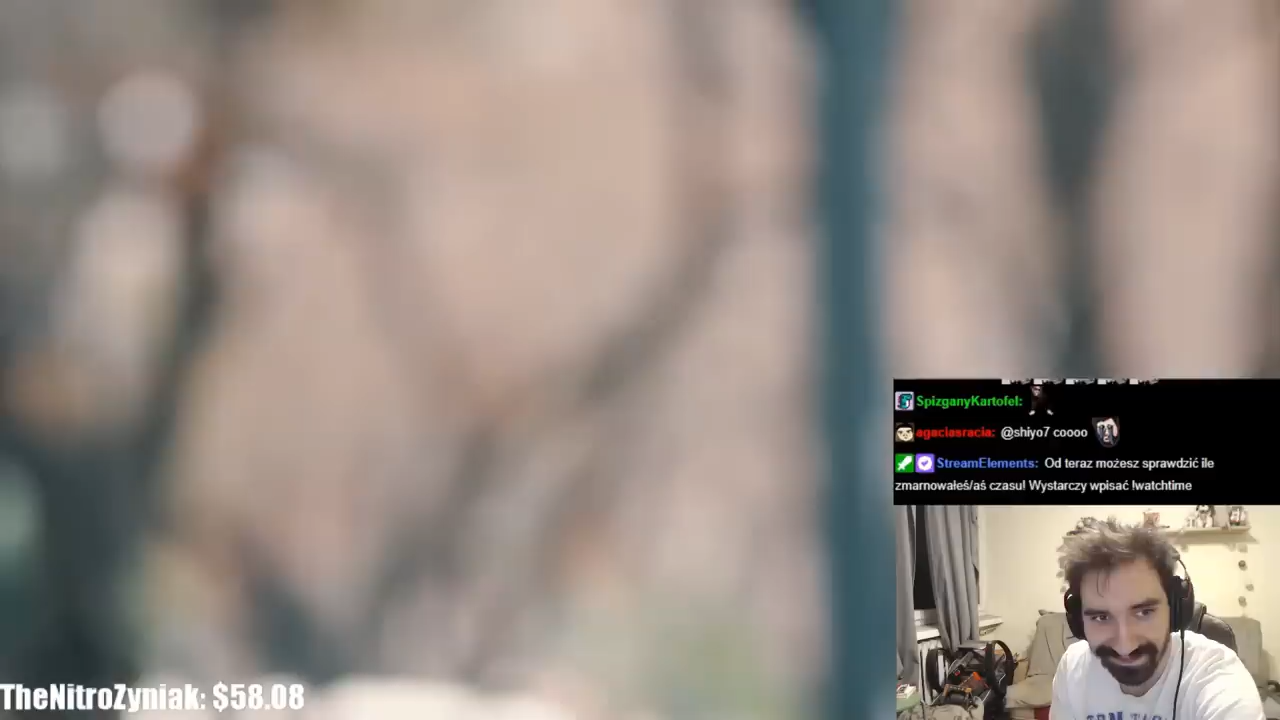 SpizganyKartofel:
agaciasracia: @shiyo7 coooo
StreamElements: Od teraz możesz sprawdzić ile
zmarnowałeś/aś czasu! Wystarczy wpisać !watchtime
TheNitroZyniak: $58.08